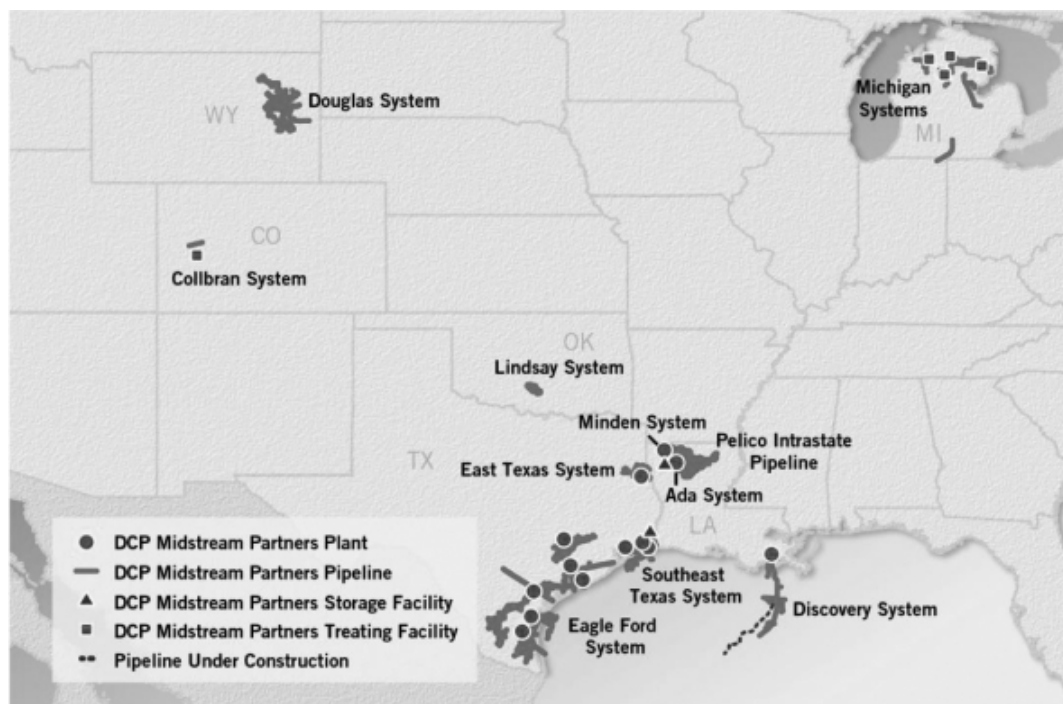 WY
Douglas System
Michigan
Systems
MI
CO
Collbran System
OK
Lindsay System
Minden System
Pelico Intrastate
Pipeline
TX
East Texas System
Ada System
LA
Southeast
Texas System
Discovery System
Eagle Ford
System
DCP Midstream Partners Plant
DCP Midstream Partners Pipeline
DCP Midstream Partners Storage Facility
DCP Midstream Partners Treating Facility
Pipeline Under Construction